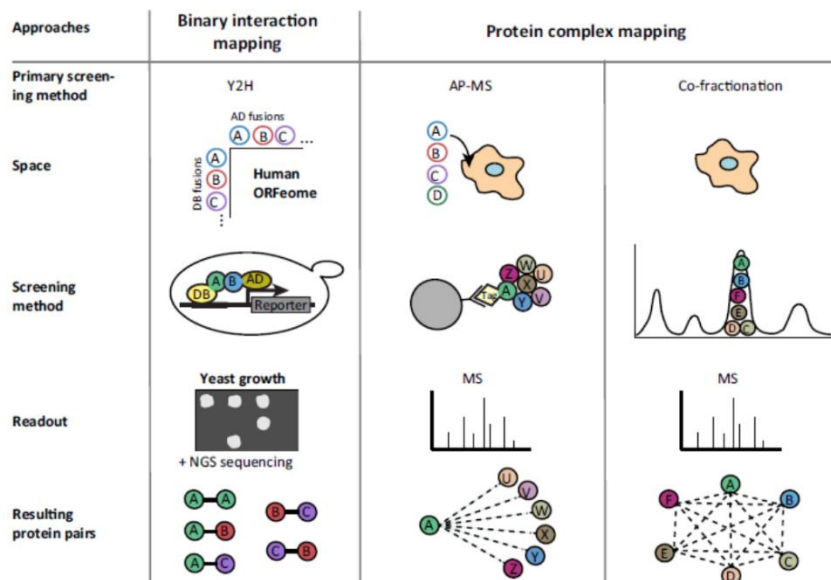 Approaches
Binary interaction
mapping
Protein complex mapping
Primary screen-
ing method
Y2H
AP-MS
Co-fractionation
Space
AD fusions
A B C ...
DB fusions
A
B
C
...
Human
ORFeome
A
B
C
D
Screening
method
DB A B AD
Reporter
Tag A Z W U X Y V
A
B
F
E
D C
Readout
Yeast growth
+ NGS sequencing
MS
MS
Resulting
protein pairs
A A
A B
A C
B C
C B
A
U
V
W
X
Y
Z
A
F B
E C
D